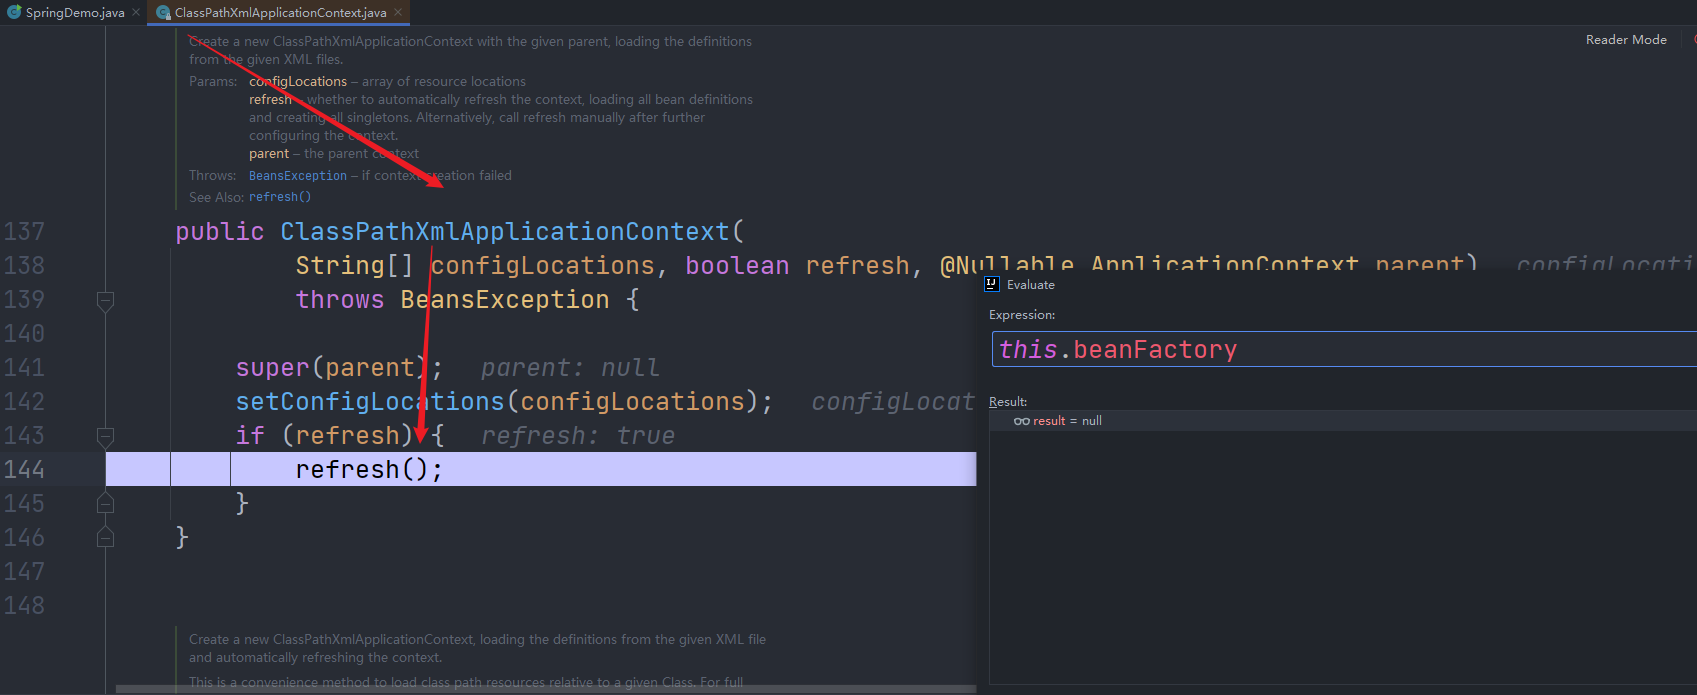 SpringDemo.java
ClassPathXmlApplicationContext.java
Create a new ClassPathXmlApplicationContext with the given parent, loading the definitions
from the given XML files.
Reader Mode
Params: configLocations – array of resource locations
refresh – whether to automatically refresh the context, loading all bean definitions
and creating all singletons. Alternatively, call refresh manually after further
configuring the context.
parent – the parent context
Throws: BeansException – if context creation failed
See Also: refresh()
137 public ClassPathXmlApplicationContext(
138 String[] configLocations, boolean refresh, @Nullable ApplicationContext parent) configLocati
139 throws BeansException {
140
141 super(parent); parent: null
142 setConfigLocations(configLocations); configLocat
143 if (refresh) { refresh: true
144 refresh();
145 }
146 }
147
148
Evaluate
Expression:
this.beanFactory
Result:
result = null
Create a new ClassPathXmlApplicationContext, loading the definitions from the given XML file
and automatically refreshing the context.
This is a convenience method to load class path resources relative to a given Class. For full